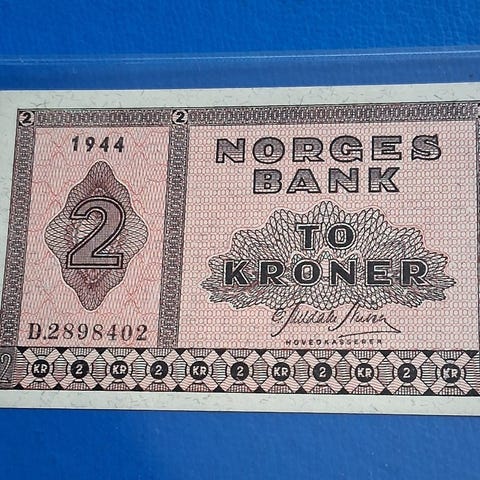 2 2 2
1944
NORGES
BANK
2
TO
KRONER
D.2898402
HOVEDKASSERER
2 KR 2 KR 2 KR 2 KR 2 KR